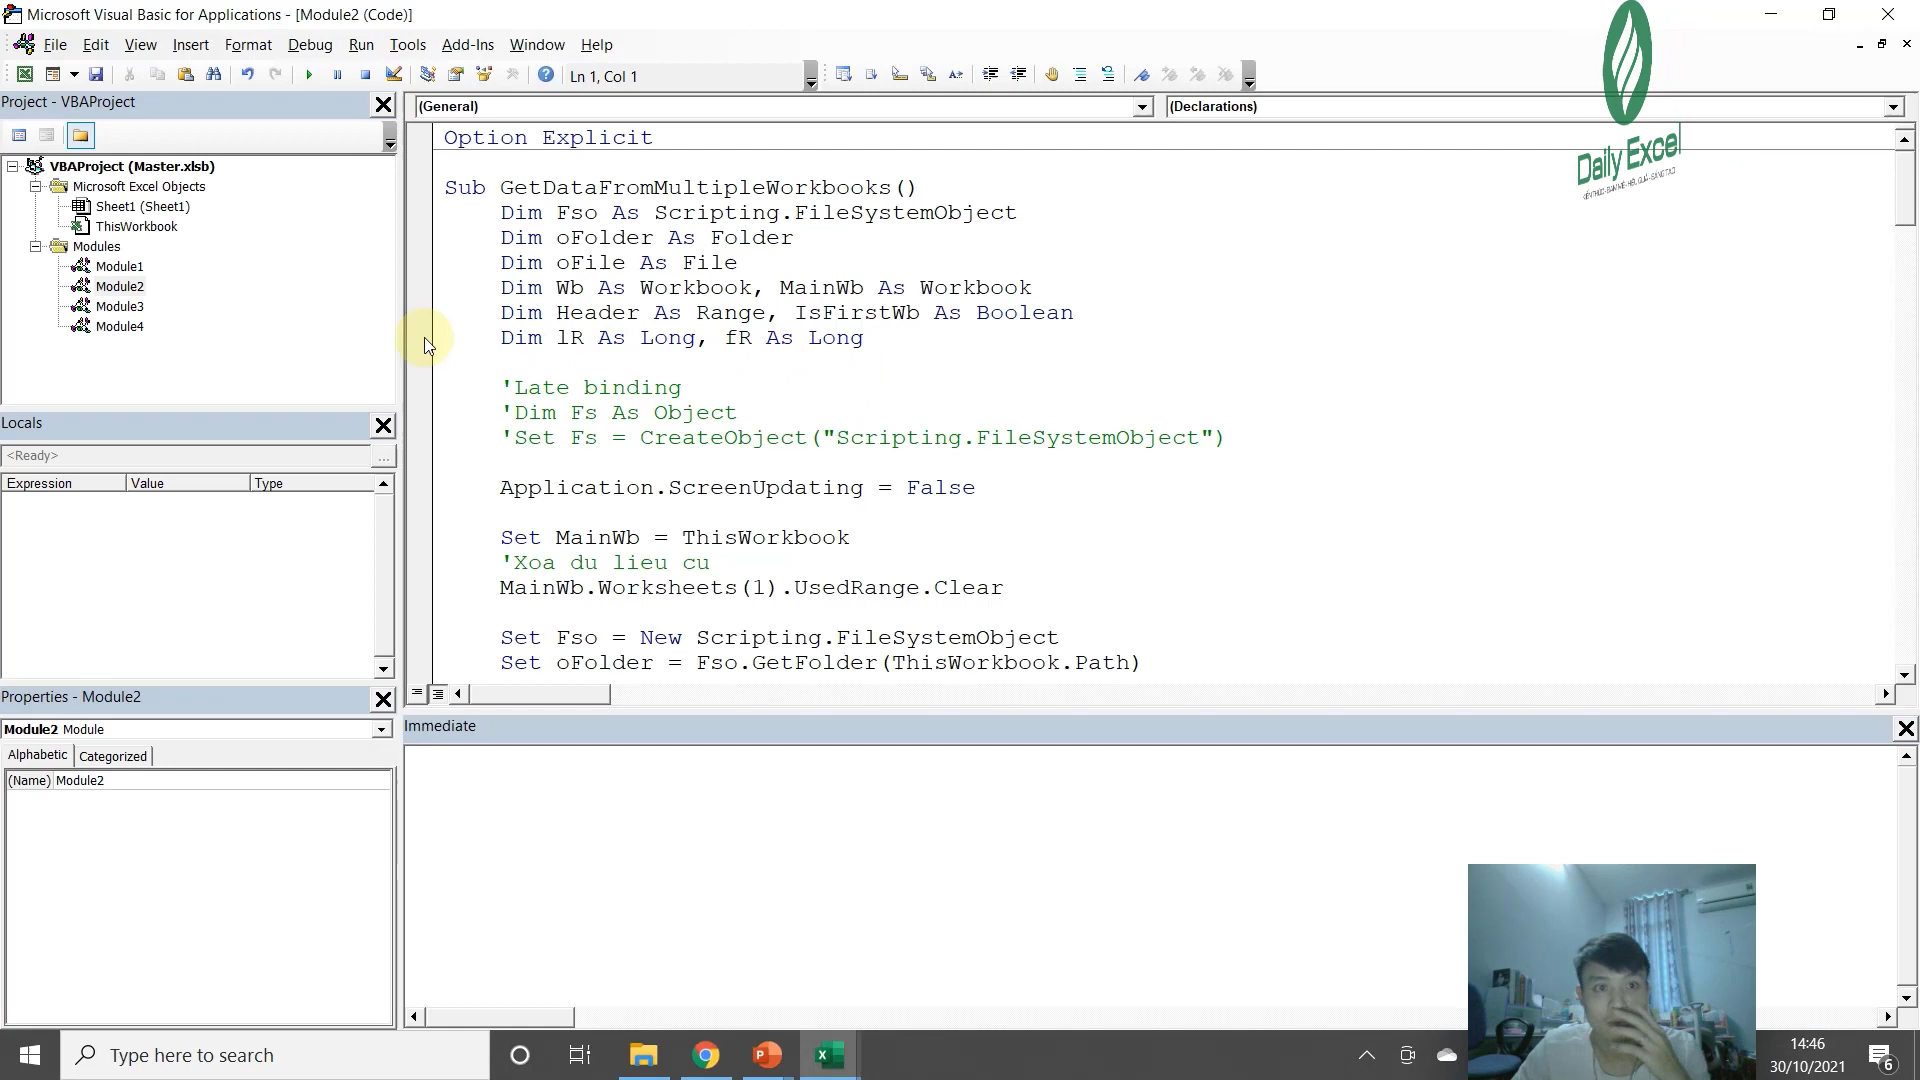 Microsoft Visual Basic for Applications - [Module2 (Code)]
File Edit View Insert Format Debug Run Tools Add-Ins Window Help
Ln 1, Col 1
Project - VBAProject
VBAProject (Master.xlsb)
Microsoft Excel Objects
Sheet1 (Sheet1)
ThisWorkbook
Modules
Module1
Module2
Module3
Module4
Locals
<Ready>
...
Expression Value Type
Properties - Module2
Module2 Module
Alphabetic Categorized
(Name) Module2
(General) (Declarations)
Option Explicit
Sub GetDataFromMultipleWorkbooks()
Dim Fso As Scripting.FileSystemObject
Dim oFolder As Folder
Dim oFile As File
Dim Wb As Workbook, MainWb As Workbook
Dim Header As Range, IsFirstWb As Boolean
Dim lR As Long, fR As Long
'Late binding
'Dim Fs As Object
'Set Fs = CreateObject("Scripting.FileSystemObject")
Application.ScreenUpdating = False
Set MainWb = ThisWorkbook
'Xoa du lieu cu
MainWb.Worksheets(1).UsedRange.Clear
Set Fso = New Scripting.FileSystemObject
Set oFolder = Fso.GetFolder(ThisWorkbook.Path)
Immediate
Daily Excel
Type here to search
14:46
30/10/2021
6